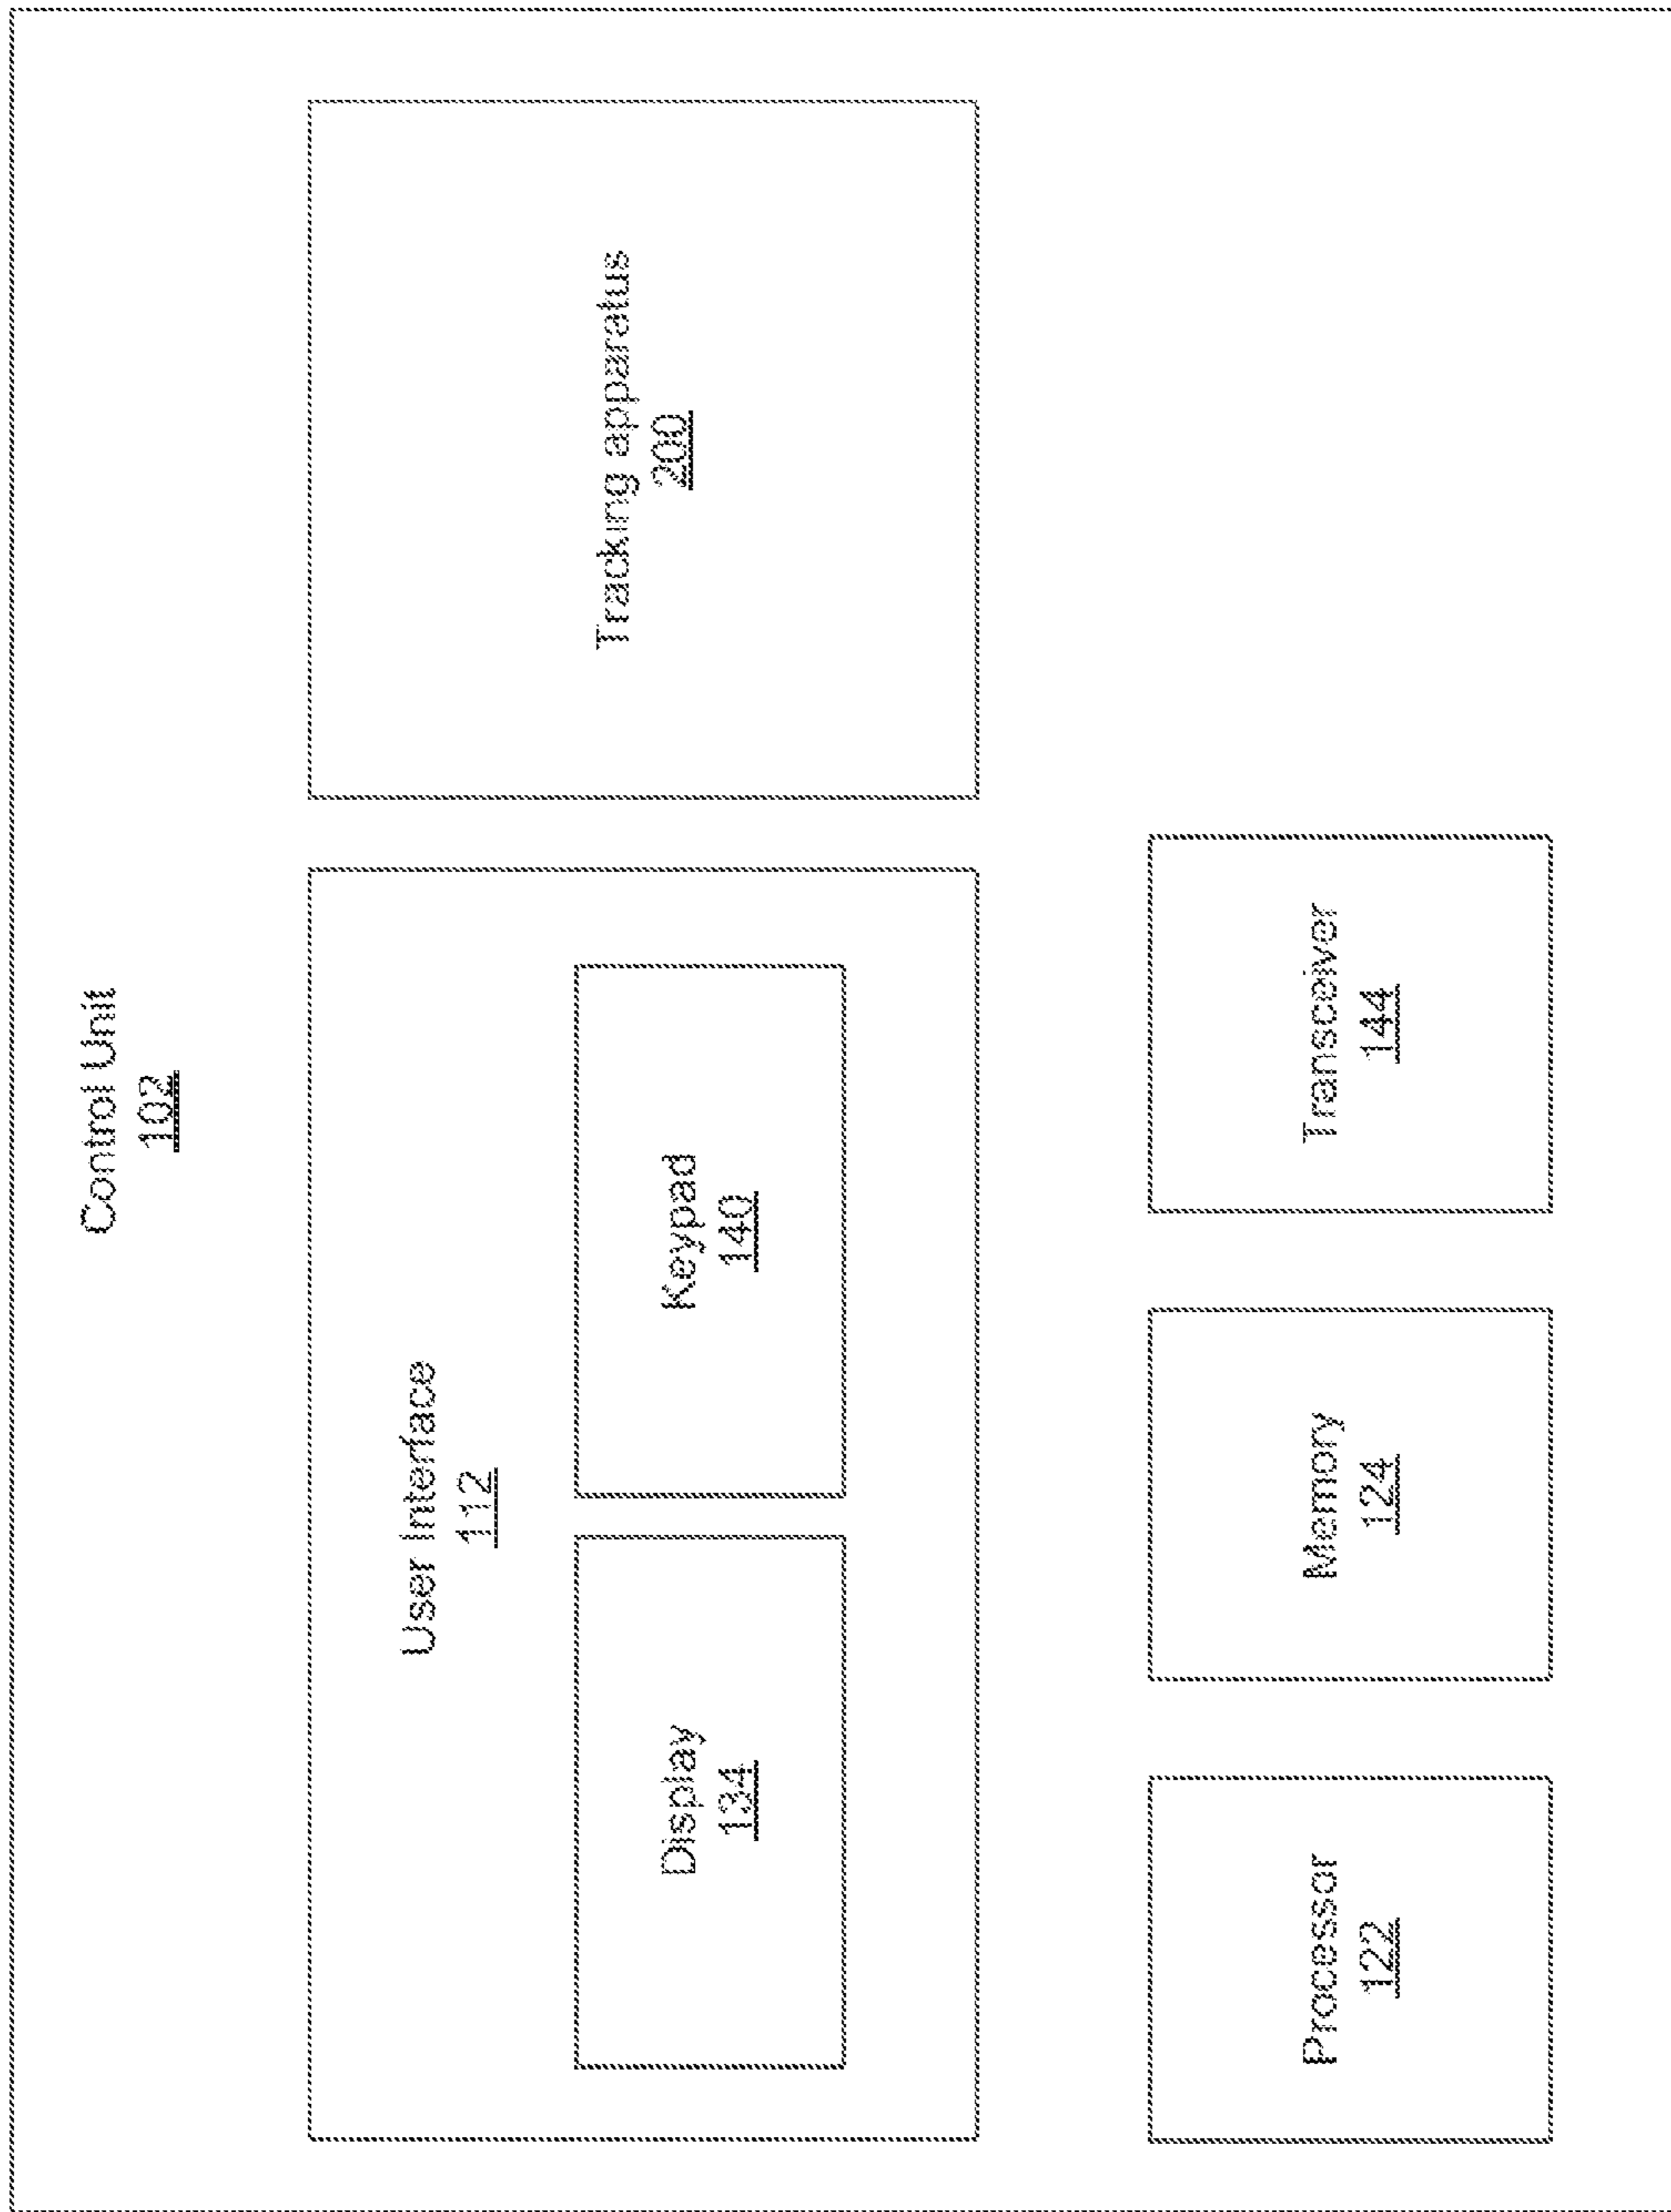 Control Unit
102
User Interface
112
Display
134
Keypad
140
Tracking apparatus
200
Processor
122
Memory
124
Transceiver
144